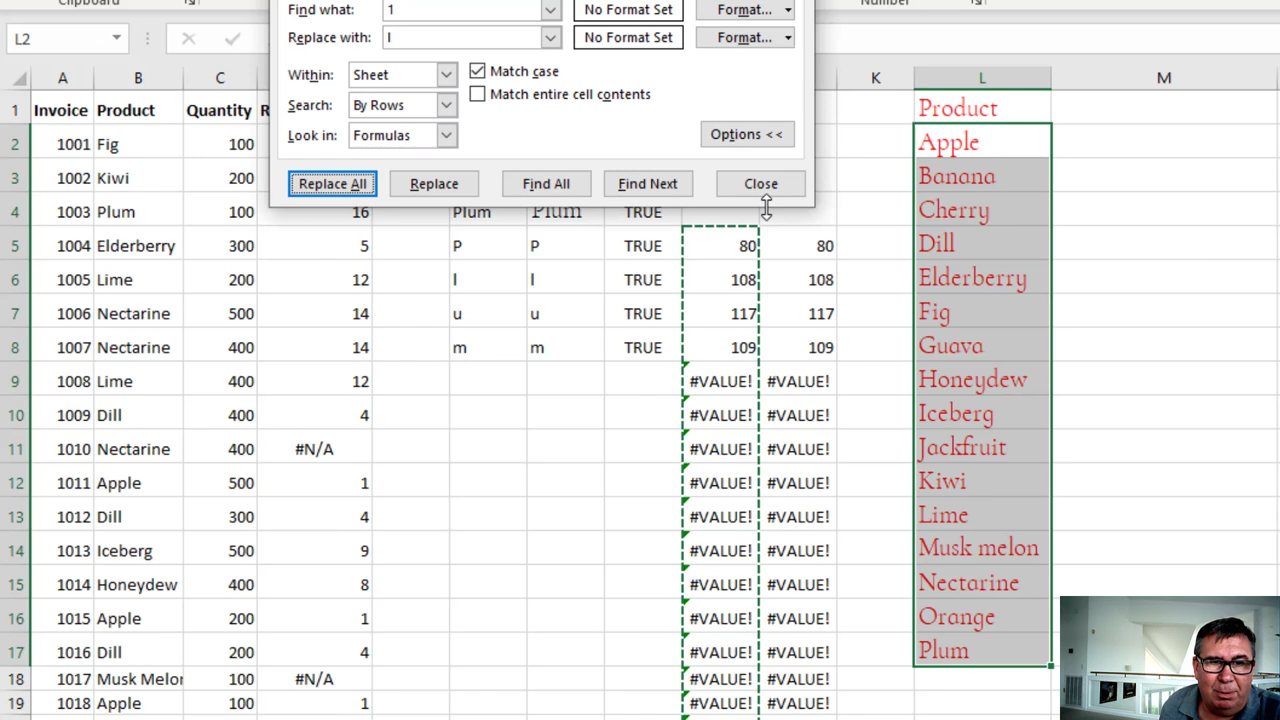 Clipboard Number
Find what: 1 No Format Set Format...
L2
Replace with: l No Format Set Format...
Within: Sheet Match case
Match entire cell contents
Search: By Rows
Look in: Formulas Options <<
Replace All Replace Find All Find Next Close
A B C K L M
1 Invoice Product Quantity R Product
2 1001 Fig 100 Apple
3 1002 Kiwi 200 Banana
4 1003 Plum 100 16 Plum Plum TRUE Cherry
5 1004 Elderberry 300 5 P P TRUE 80 80 Dill
6 1005 Lime 200 12 l l TRUE 108 108 Elderberry
7 1006 Nectarine 500 14 u u TRUE 117 117 Fig
8 1007 Nectarine 400 14 m m TRUE 109 109 Guava
9 1008 Lime 400 12 #VALUE! #VALUE! Honeydew
10 1009 Dill 400 4 #VALUE! #VALUE! Iceberg
11 1010 Nectarine 400 #N/A #VALUE! #VALUE! Jackfruit
12 1011 Apple 500 1 #VALUE! #VALUE! Kiwi
13 1012 Dill 300 4 #VALUE! #VALUE! Lime
14 1013 Iceberg 500 9 #VALUE! #VALUE! Musk melon
15 1014 Honeydew 400 8 #VALUE! #VALUE! Nectarine
16 1015 Apple 200 1 #VALUE! #VALUE! Orange
17 1016 Dill 200 4 #VALUE! #VALUE! Plum
18 1017 Musk Melor 100 #N/A #VALUE! #VALUE!
19 1018 Apple 100 1 #VALUE! #VALUE!